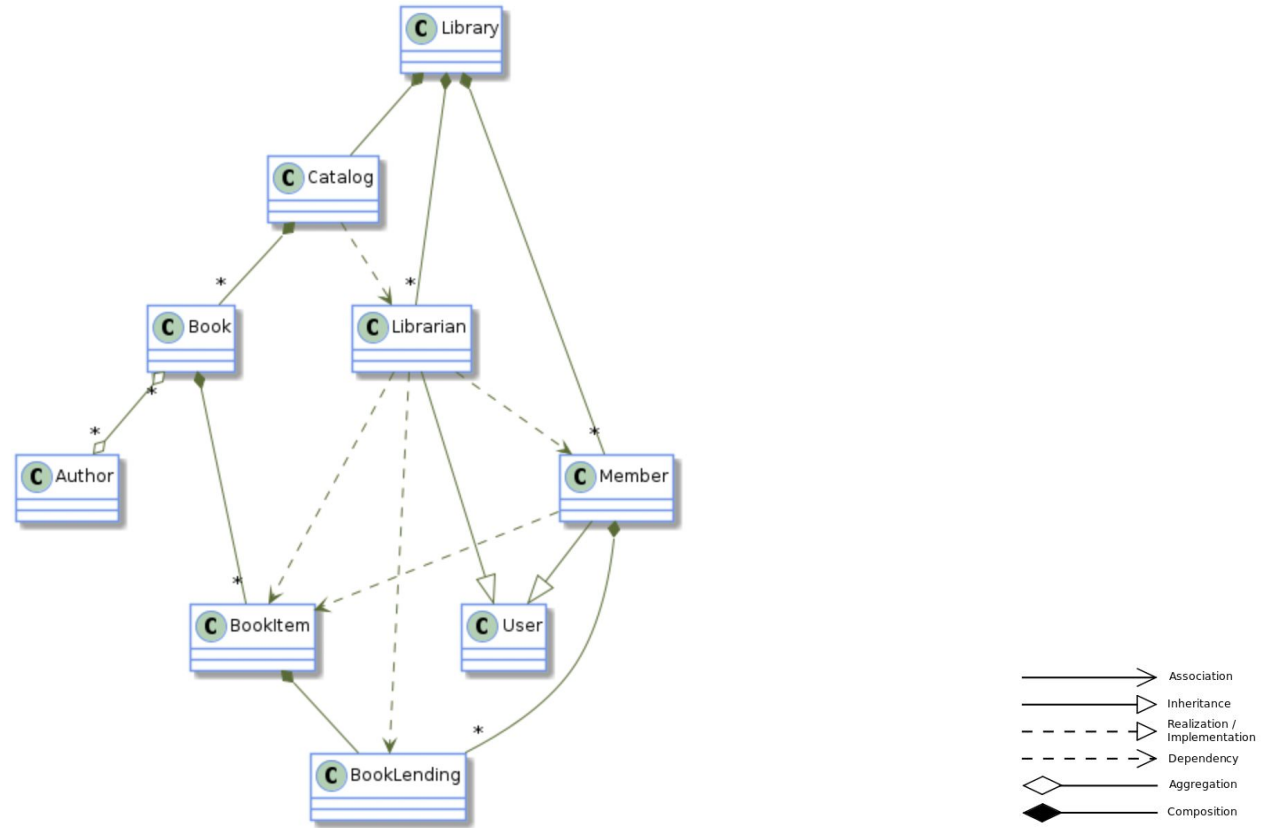 C Library
C Catalog
*
*
C Book
C Librarian
*
*
*
C Author
C Member
*
C BookItem
C User
Association
Inheritance
Realization /
Implementation
*
Dependency
C BookLending
Aggregation
Composition